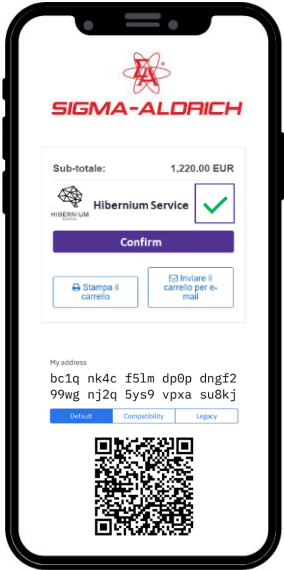 SIGMA-ALDRICH
Sub-totale: 1,220.00 EUR
HIBERNIUM
Hibernium Service
Confirm
Stampa il
carrello
Inviare il
carrello per e-
mail
My address
bc1q nk4c f5lm dp0p dngf2
99wg nj2q 5ys9 vpxa su8kj
Default Compatibility Legacy